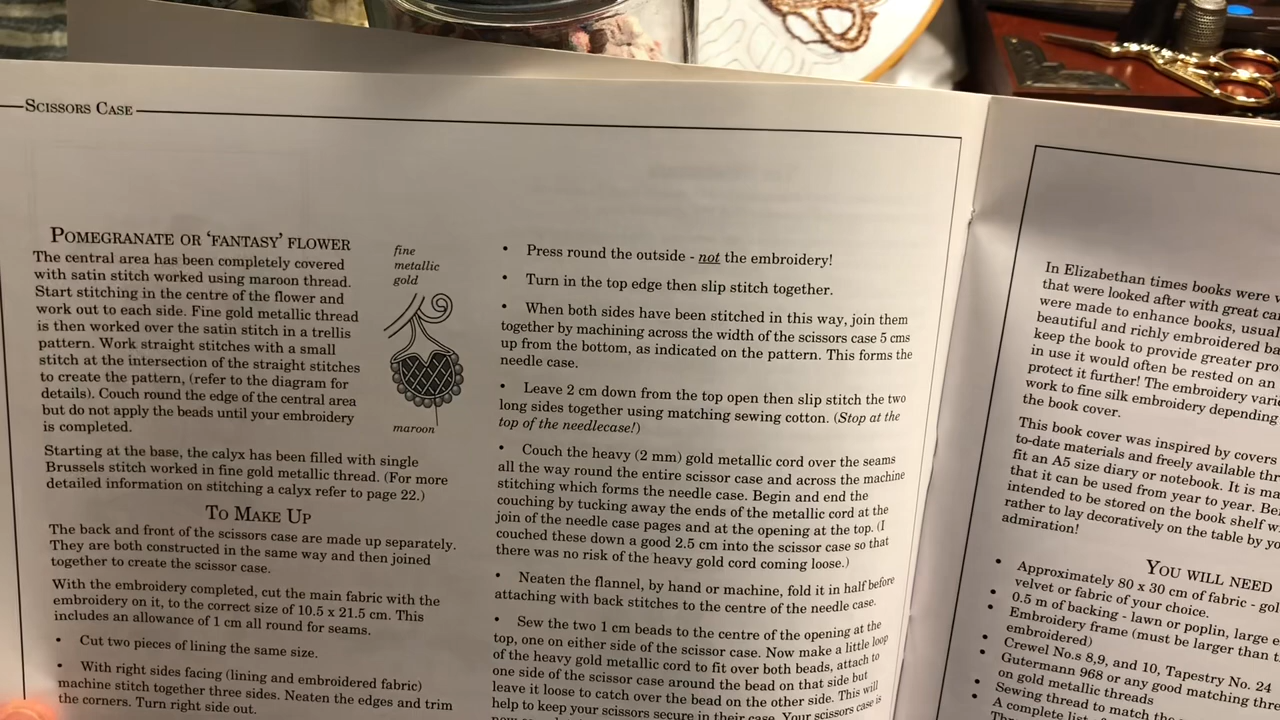 SCISSORS CASE
POMEGRANATE OR 'FANTASY' FLOWER
The central area has been completely covered
with satin stitch worked using maroon thread.
Start stitching in the centre of the flower and
work out to each side. Fine gold metallic thread
is then worked over the satin stitch in a trellis
pattern. Work straight stitches with a small
stitch at the intersection of the straight stitches
to create the pattern, (refer to the diagram for
details). Couch round the edge of the central area
but do not apply the beads until your embroidery
is completed.
fine
metallic
gold
maroon
Starting at the base, the calyx has been filled with single
Brussels stitch worked in fine gold metallic thread. (For more
detailed information on stitching a calyx refer to page 22.)
TO MAKE UP
The back and front of the scissors case are made up separately.
They are both constructed in the same way and then joined
together to create the scissor case.
With the embroidery completed, cut the main fabric with the
embroidery on it, to the correct size of 10.5 x 21.5 cm. This
includes an allowance of 1 cm all round for seams.
• Cut two pieces of lining the same size.
• With right sides facing (lining and embroidered fabric)
machine stitch together three sides. Neaten the edges and trim
the corners. Turn right side out.
• Press round the outside - not the embroidery!
• Turn in the top edge then slip stitch together.
• When both sides have been stitched in this way, join them
together by machining across the width of the scissors case 5 cms
up from the bottom, as indicated on the pattern. This forms the
needle case.
• Leave 2 cm down from the top open then slip stitch the two
long sides together using matching sewing cotton. (Stop at the
top of the needlecase!)
• Couch the heavy (2 mm) gold metallic cord over the seams
all the way round the entire scissor case and across the machine
stitching which forms the needle case. Begin and end the
couching by tucking away the ends of the metallic cord at the
join of the needle case pages and at the opening at the top. (I
couched these down a good 2.5 cm into the scissor case so that
there was no risk of the heavy gold cord coming loose.)
• Neaten the flannel, by hand or machine, fold it in half before
attaching with back stitches to the centre of the needle case.
• Sew the two 1 cm beads to the centre of the opening at the
top, one on either side of the scissor case. Now make a little loop
of the heavy gold metallic cord to fit over both beads, attach to
one side of the scissor case around the bead on that side but
leave it loose to catch over the bead on the other side. This will
help to keep your scissors secure in their case. Your scissors case is
In Elizabethan times books were
that were looked after with great
were made to enhance books,
beautiful and richly embroidered
keep the book to provide greater
in use it would often be rested on an
protect it further! The embroidery
work to fine silk embroidery depending
the book cover.
This book cover was inspired by covers
to-date materials and freely available
fit an A5 size diary or notebook. It is
that it can be used from year to year.
intended to be stored on the book shelf
rather to lay decoratively on the table by
admiration!
YOU WILL NEED
• Approximately 80 x 30 cm of fabric -
velvet or fabric of your choice.
• 0.5 m of backing - lawn or poplin, large
• Embroidery frame (must be larger than
embroidered)
• Crewel No.s 8,9, and 10, Tapestry No. 24
• Gutermann 968 or any good matching
on gold metallic threads
• Sewing thread to match the
• A complete list